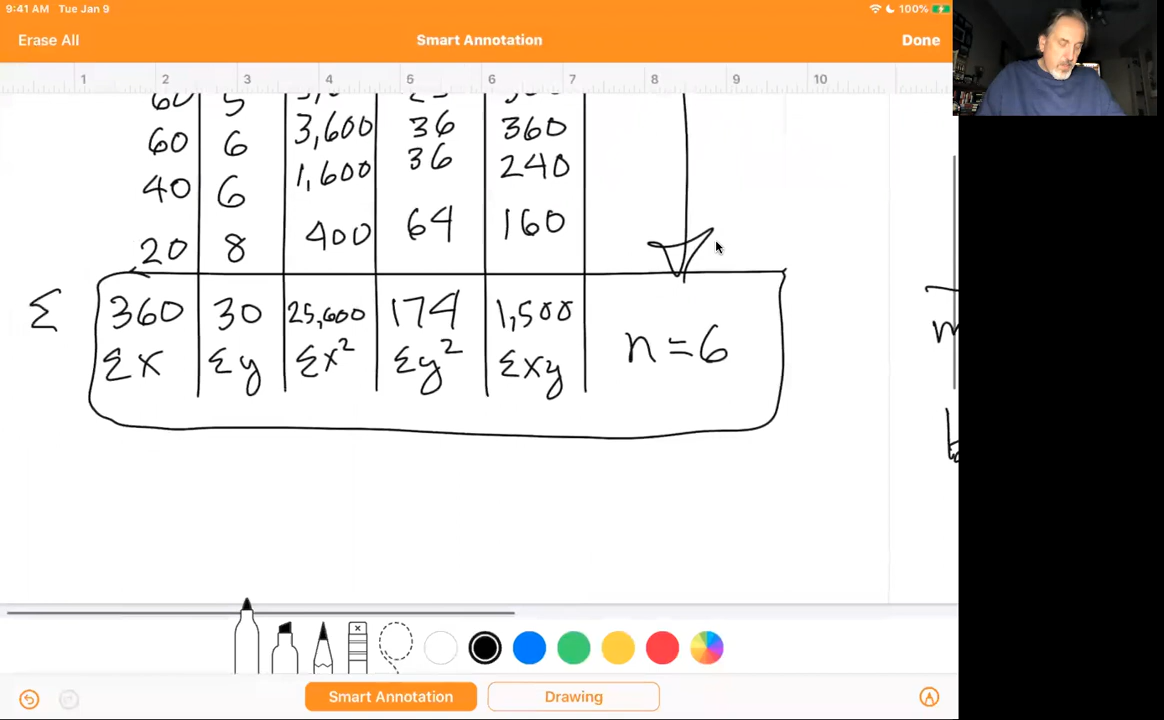 9:41 AM Tue Jan 9
100%
Erase All
Smart Annotation
Done
1 2 3 4 5 6 7 8 9 10
60 5
60 6 3,600 36 360
40 6 1,600 36 240
20 8 400 64 160
Σ 360 30 25,600 174 1,500
Σx Σy Σx² Σy² Σxy n=6
Smart Annotation
Drawing